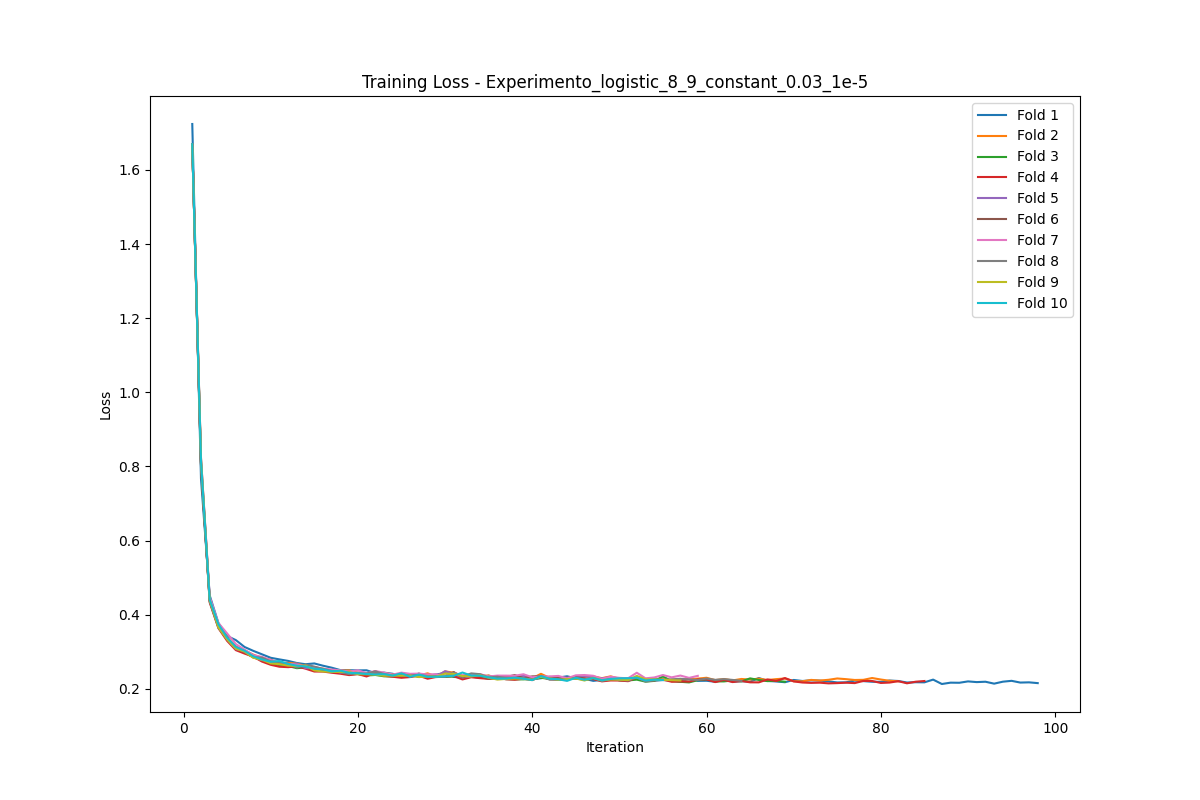 Training Loss - Experimento_logistic_8_9_constant_0.03_1e-5
Fold 1
Fold 2
Fold 3
Fold 4
Fold 5
Fold 6
Fold 7
Fold 8
Fold 9
Fold 10
1.6
1.4
1.2
1.0
0.8
0.6
0.4
0.2
Loss
0 20 40 60 80 100
Iteration